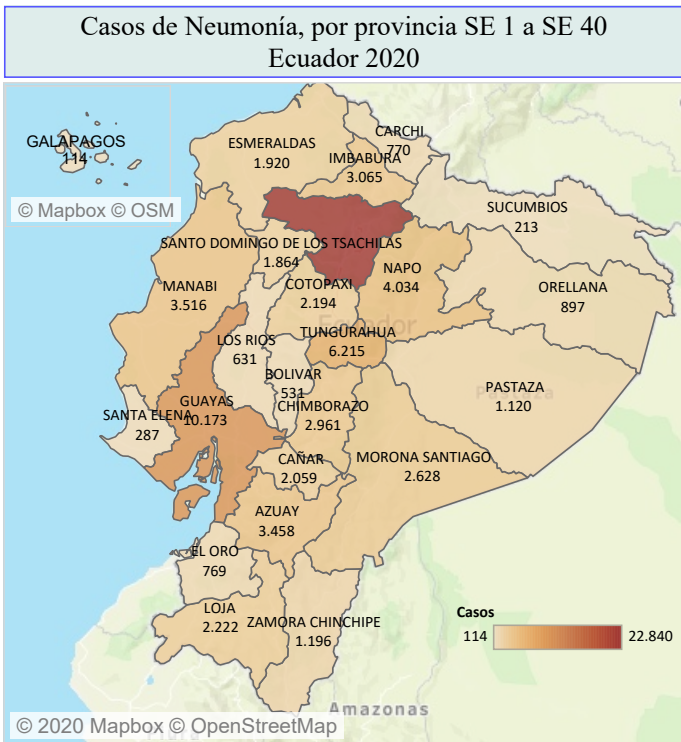 Casos de Neumonía, por provincia SE 1 a SE 40
Ecuador 2020
GALAPAGOS
114
© Mapbox © OSM
ESMERALDAS
1.920
CARCHI
770
IMBABURA
3.065
SUCUMBIOS
213
SANTO DOMINGO DE LOS TSACHILAS
1.864
NAPO
4.034
MANABI
3.516
COTOPAXI
2.194
ORELLANA
897
Ecuador
LOS RIOS
631
TUNGURAHUA
6.215
BOLIVAR
531
PASTAZA
1.120
Pastaza
GUAYAS
10.173
SANTA ELENA
287
CHIMBORAZO
2.961
CAÑAR
2.059
MORONA SANTIAGO
2.628
AZUAY
3.458
EL ORO
769
LOJA
2.222
ZAMORA CHINCHIPE
1.196
Casos
114 22.840
Amazonas
© 2020 Mapbox © OpenStreetMap